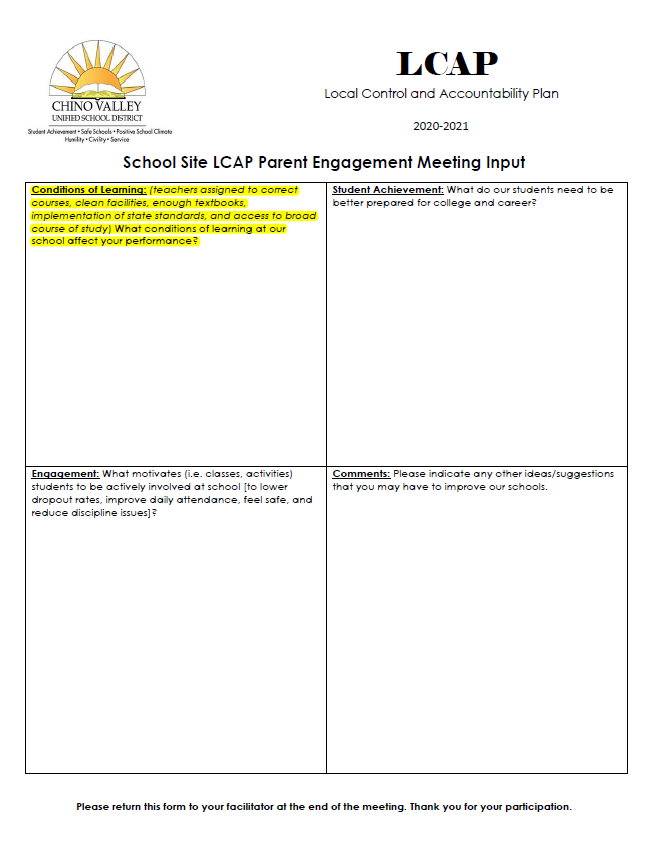 CHINO VALLEY
UNIFIED SCHOOL DISTRICT
Student Achievement • Safe Schools • Positive School Climate
Humility • Civility • Service
LCAP
Local Control and Accountability Plan
2020-2021
School Site LCAP Parent Engagement Meeting Input
Conditions of Learning: (teachers assigned to correct
courses, clean facilities, enough textbooks,
implementation of state standards, and access to broad
course of study) What conditions of learning at our
school affect your performance?
Student Achievement: What do our students need to be
better prepared for college and career?
Engagement: What motivates (i.e. classes, activities)
students to be actively involved at school [to lower
dropout rates, improve daily attendance, feel safe, and
reduce discipline issues]?
Comments: Please indicate any other ideas/suggestions
that you may have to improve our schools.
Please return this form to your facilitator at the end of the meeting. Thank you for your participation.